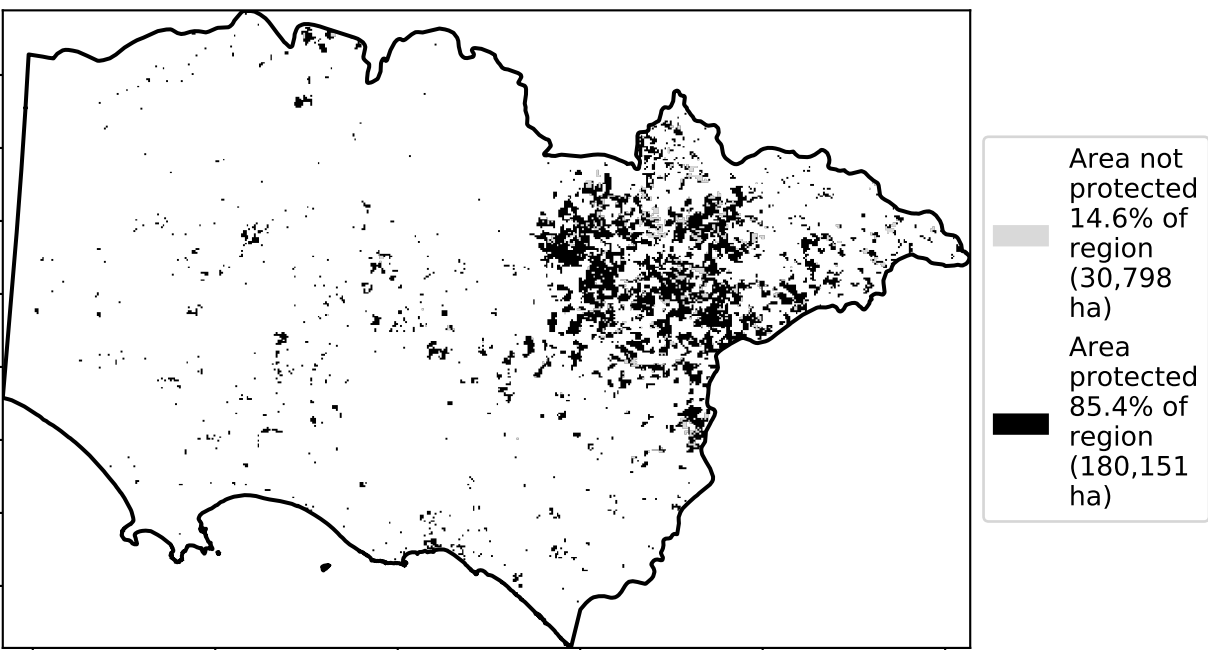 Area not
protected
14.6% of
region
(30,798
ha)
Area
protected
85.4% of
region
(180,151
ha)